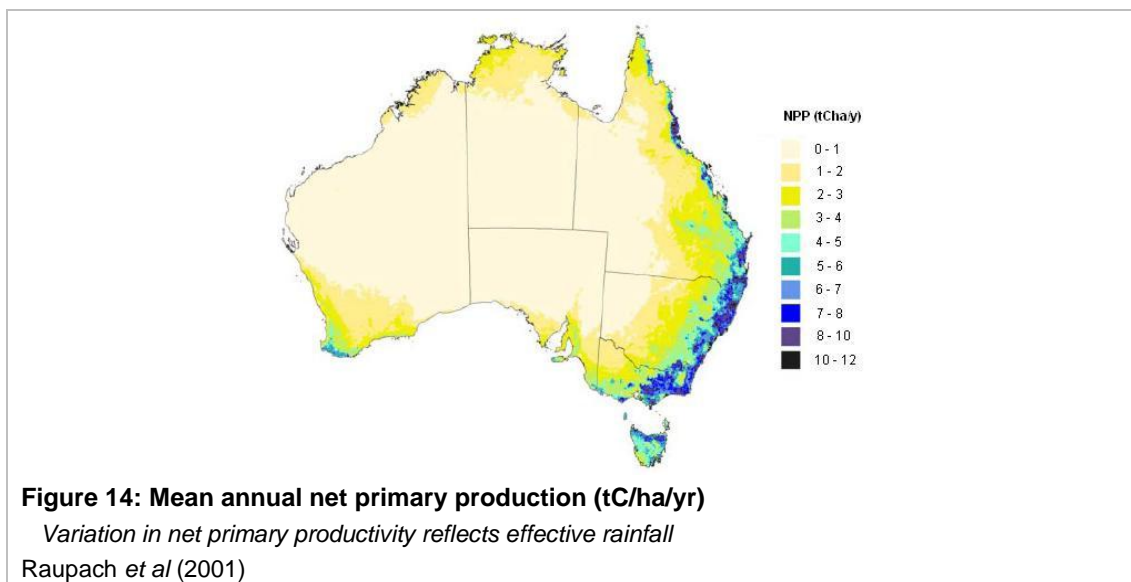 NPP (tCha/y)
0 - 1
1 - 2
2 - 3
3 - 4
4 - 5
5 - 6
6 - 7
7 - 8
8 - 10
10 - 12
Figure 14: Mean annual net primary production (tC/ha/yr)
Variation in net primary productivity reflects effective rainfall
Raupach et al (2001)